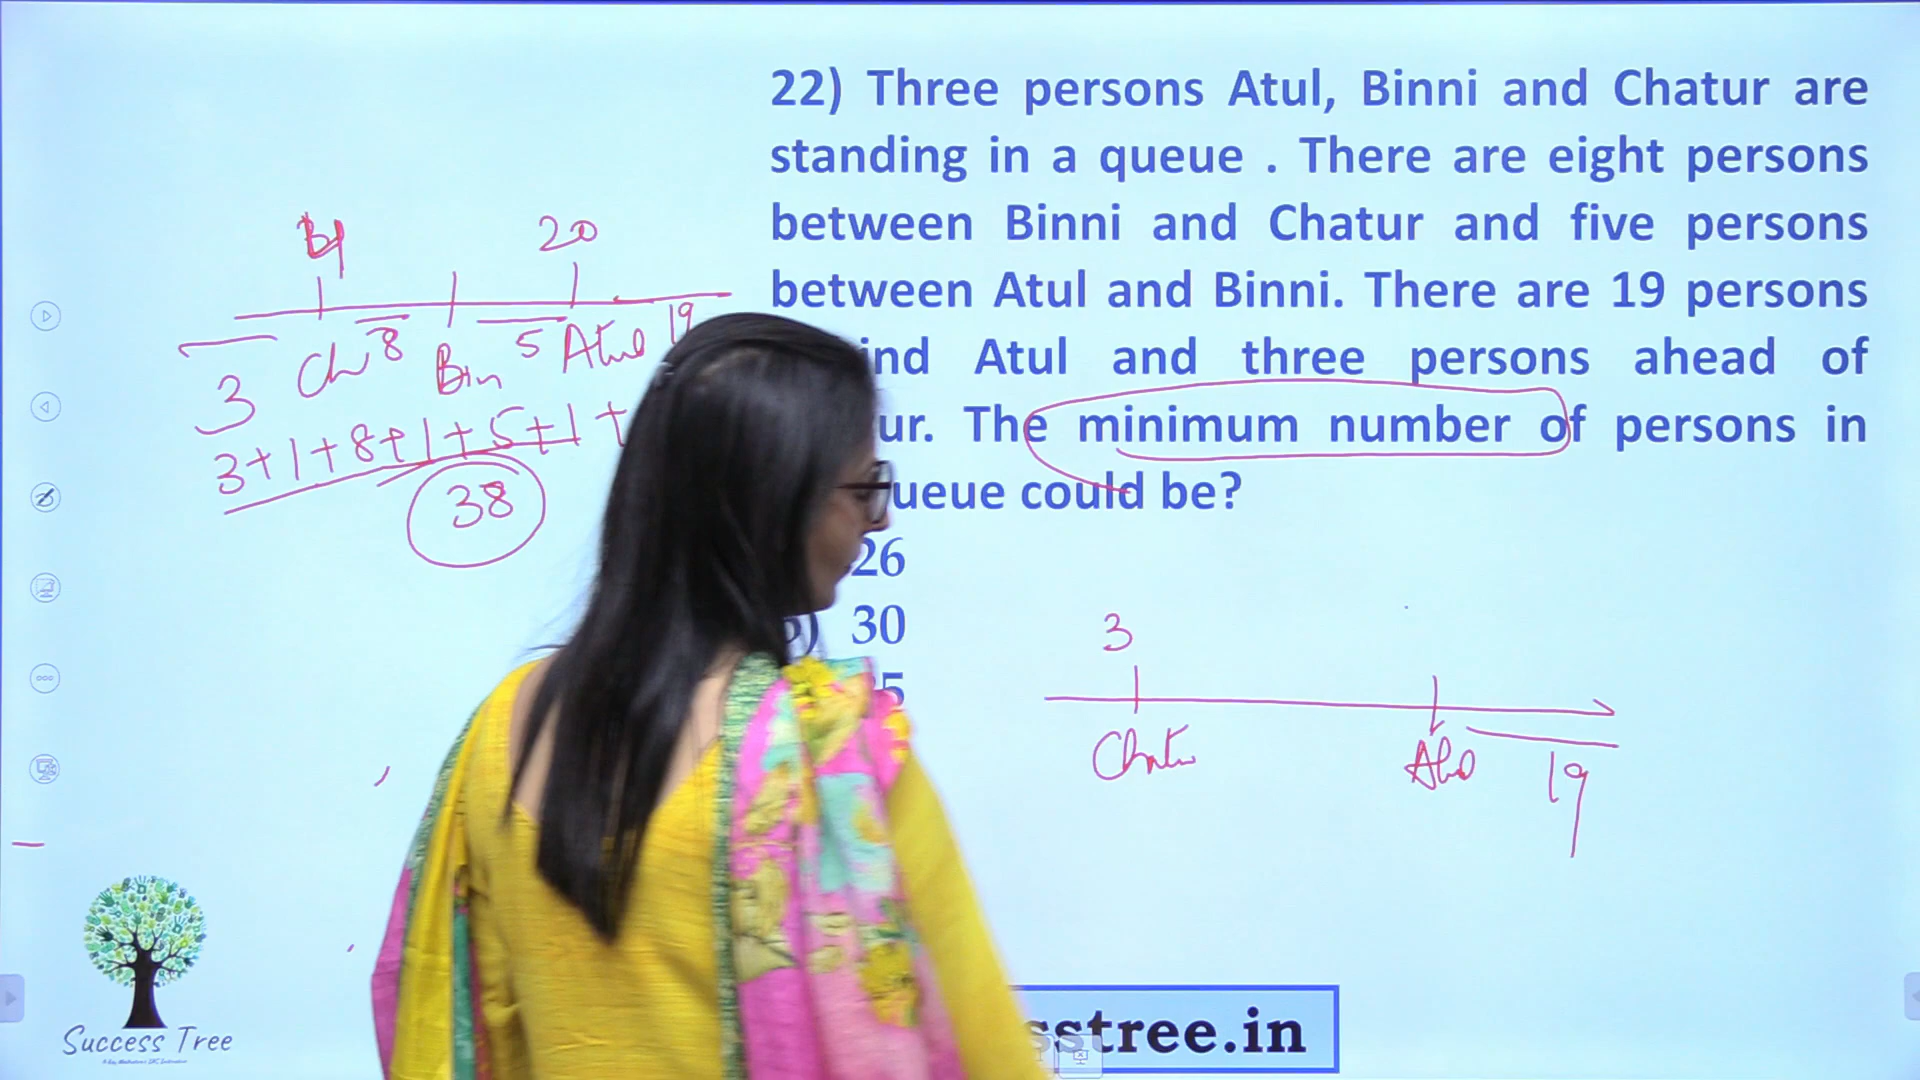 22) Three persons Atul, Binni and Chatur are
standing in a queue . There are eight persons
between Binni and Chatur and five persons
between Atul and Binni. There are 19 persons
ind Atul and three persons ahead of
ur. The minimum number of persons in
ueue could be?
26
b) 30
5
20
Ch 8 Bin 5 Atul 19
3
3+1+8+1+5+1+
38
3
Chatu Atul 19
Success Tree
sstree.in